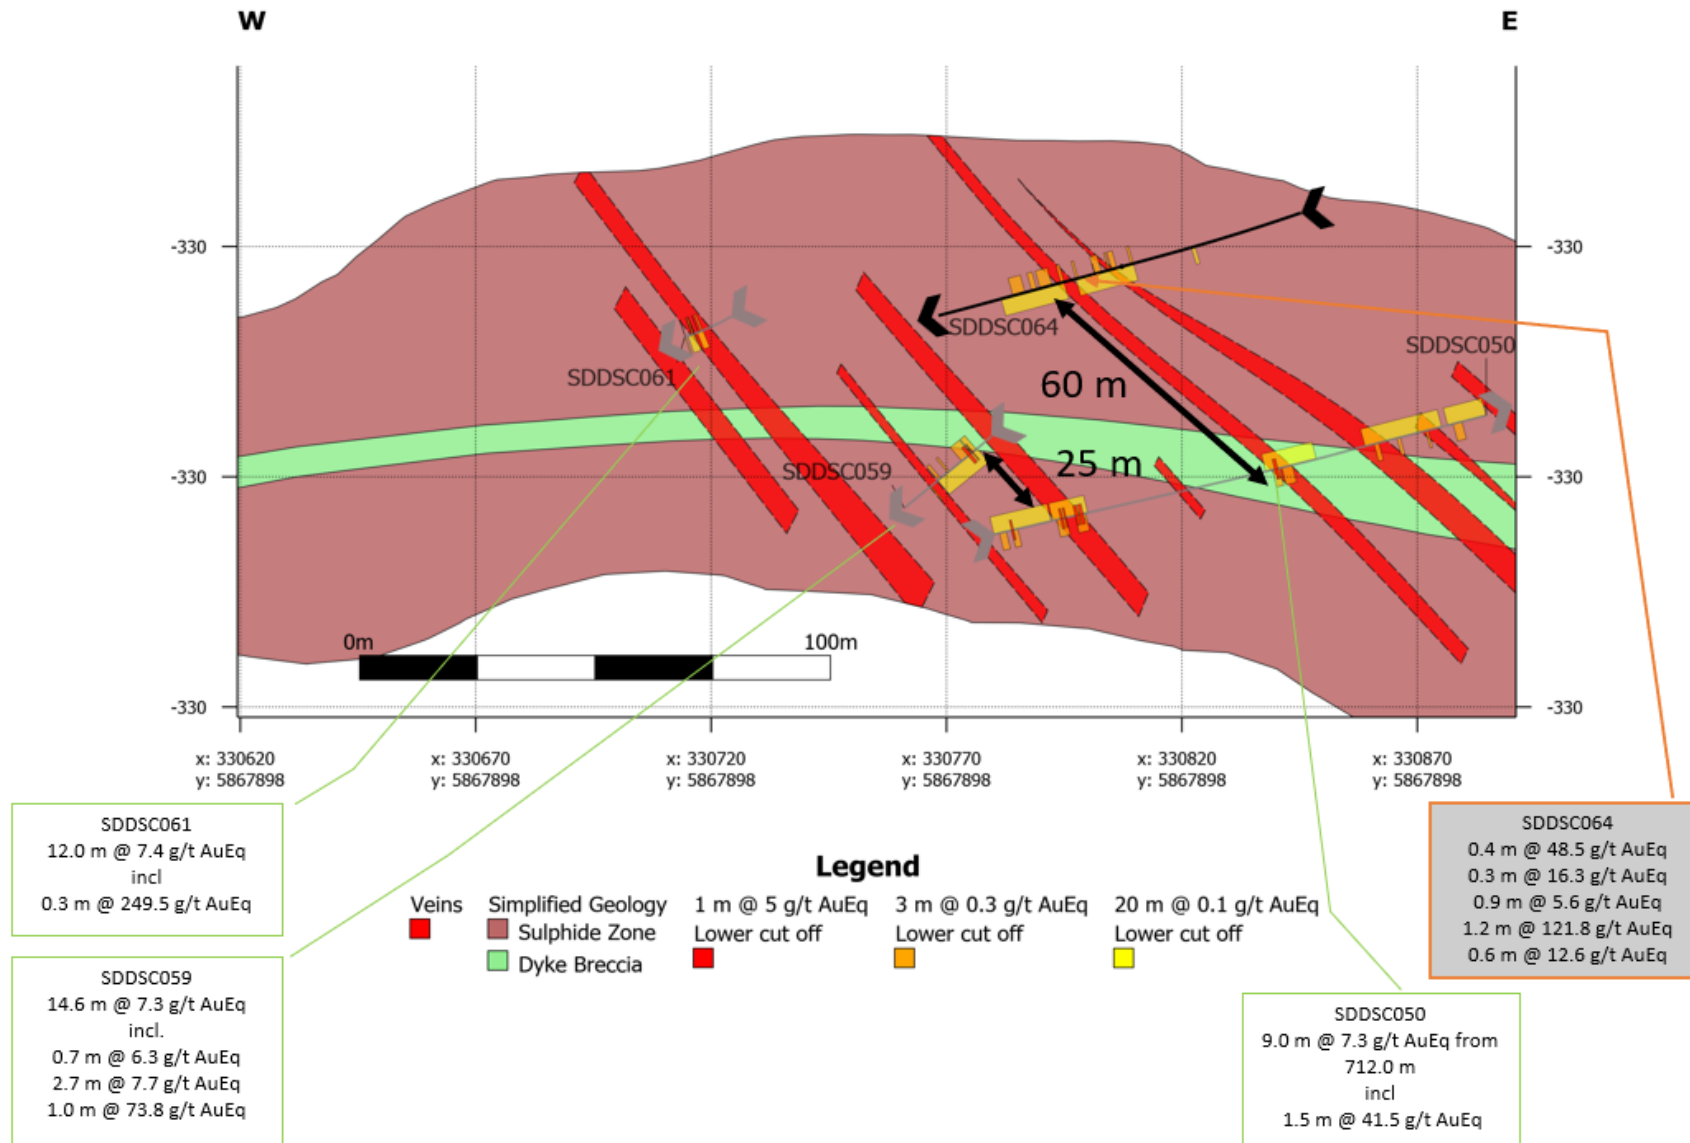 W
E
-330
-330
SDDSC064
SDDSC050
SDDSC061
60 m
25 m
SDDSC059
-330
-330
0m
100m
-330
-330
x: 330620
y: 5867898
x: 330670
y: 5867898
x: 330720
y: 5867898
x: 330770
y: 5867898
x: 330820
y: 5867898
x: 330870
y: 5867898
SDDSC061
12.0 m @ 7.4 g/t AuEq
incl
0.3 m @ 249.5 g/t AuEq
SDDSC059
14.6 m @ 7.3 g/t AuEq
incl.
0.7 m @ 6.3 g/t AuEq
2.7 m @ 7.7 g/t AuEq
1.0 m @ 73.8 g/t AuEq
Legend
Veins
Simplified Geology
Sulphide Zone
Dyke Breccia
1 m @ 5 g/t AuEq
Lower cut off
3 m @ 0.3 g/t AuEq
Lower cut off
20 m @ 0.1 g/t AuEq
Lower cut off
SDDSC064
0.4 m @ 48.5 g/t AuEq
0.3 m @ 16.3 g/t AuEq
0.9 m @ 5.6 g/t AuEq
1.2 m @ 121.8 g/t AuEq
0.6 m @ 12.6 g/t AuEq
SDDSC050
9.0 m @ 7.3 g/t AuEq from
712.0 m
incl
1.5 m @ 41.5 g/t AuEq